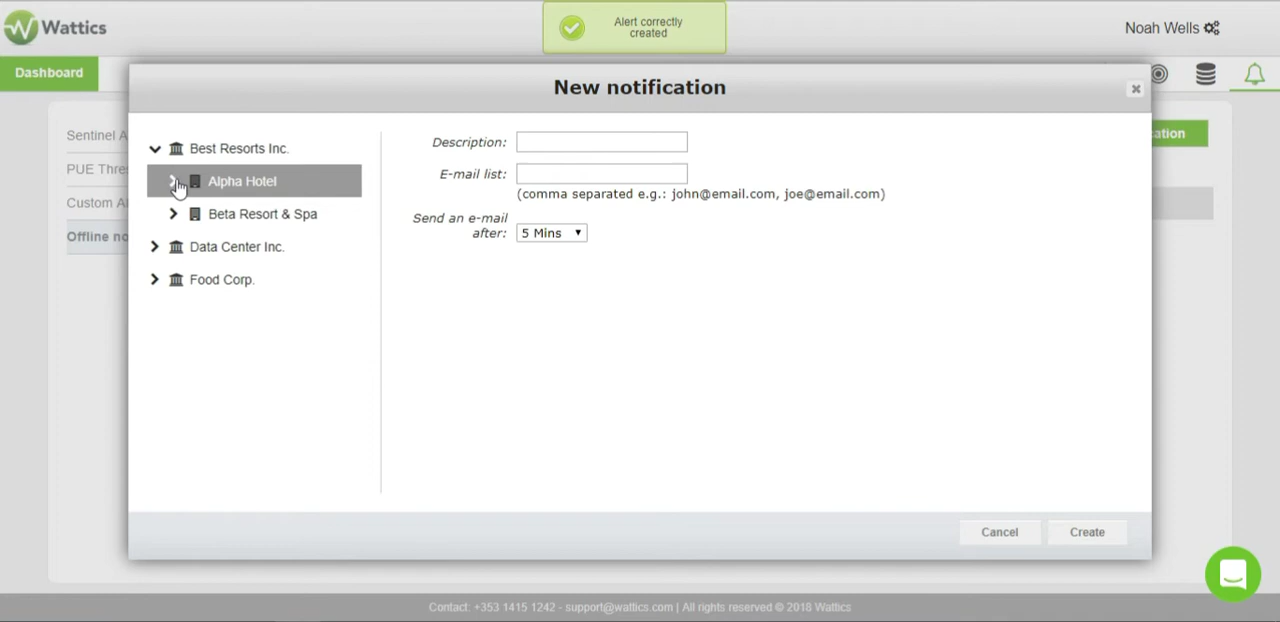 Wattics
Alert correctly
created
Noah Wells
Dashboard
New notification
Sentinel A
PUE Thres
Custom Al
Offline no
ation
Best Resorts Inc.
Alpha Hotel
Beta Resort & Spa
Data Center Inc.
Food Corp.
Description:
E-mail list:
(comma separated e.g.: john@email.com, joe@email.com)
Send an e-mail
after:
5 Mins
Cancel
Create
Contact: +353 1415 1242 - support@wattics.com | All rights reserved © 2018 Wattics